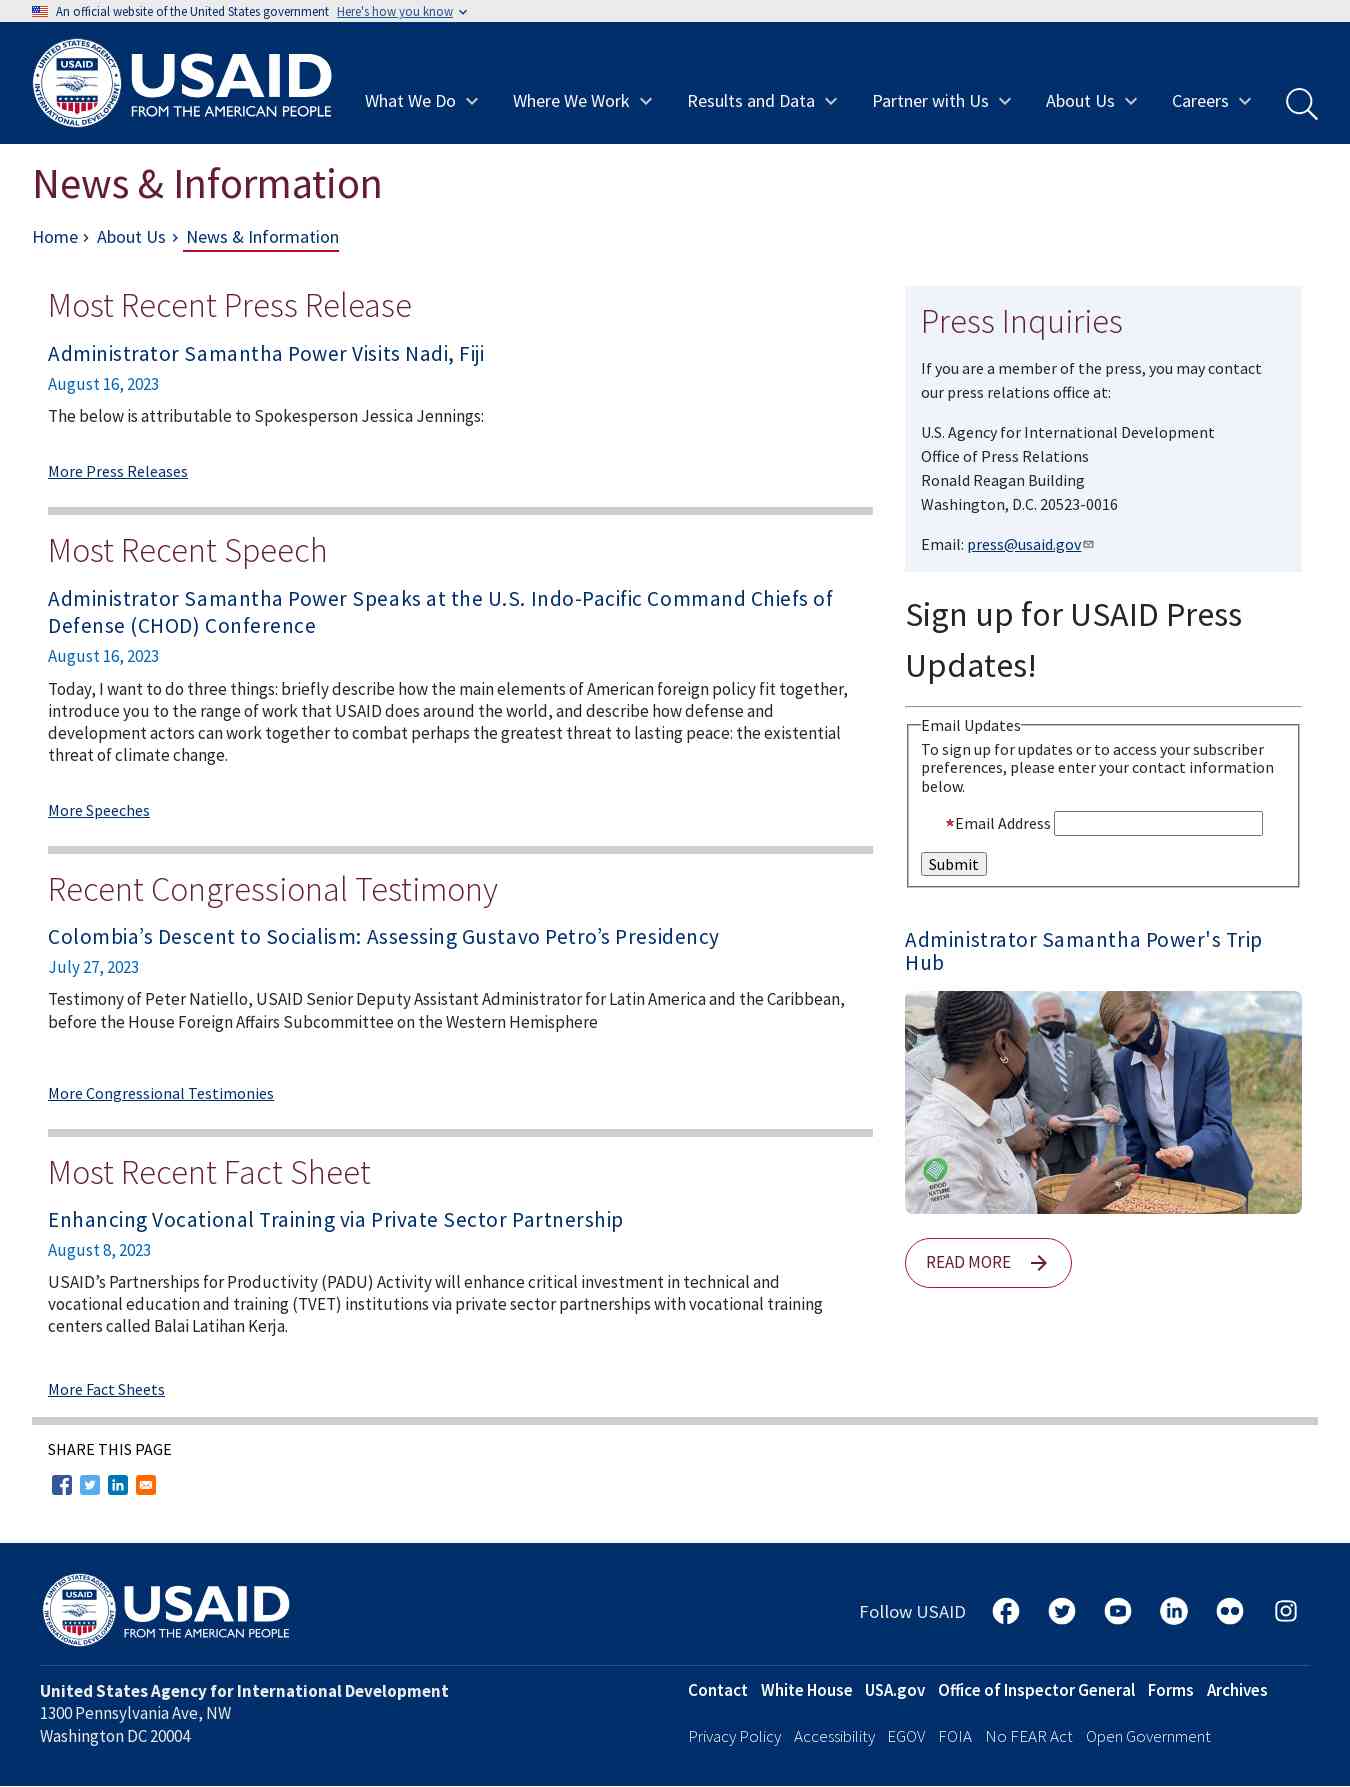 An official website of the United States government Here's how you know
UNITED STATES AGENCY
USAID
INTERNATIONAL DEVELOPMENT
USAID
FROM THE AMERICAN PEOPLE
What We Do
Where We Work
Results and Data
Partner with Us
About Us
Careers
News & Information
Home › About Us › News & Information
Most Recent Press Release
Administrator Samantha Power Visits Nadi, Fiji
August 16, 2023
The below is attributable to Spokesperson Jessica Jennings:
More Press Releases
Most Recent Speech
Administrator Samantha Power Speaks at the U.S. Indo-Pacific Command Chiefs of
Defense (CHOD) Conference
August 16, 2023
Today, I want to do three things: briefly describe how the main elements of American foreign policy fit together,
introduce you to the range of work that USAID does around the world, and describe how defense and
development actors can work together to combat perhaps the greatest threat to lasting peace: the existential
threat of climate change.
More Speeches
Recent Congressional Testimony
Colombia’s Descent to Socialism: Assessing Gustavo Petro’s Presidency
July 27, 2023
Testimony of Peter Natiello, USAID Senior Deputy Assistant Administrator for Latin America and the Caribbean,
before the House Foreign Affairs Subcommittee on the Western Hemisphere
More Congressional Testimonies
Most Recent Fact Sheet
Enhancing Vocational Training via Private Sector Partnership
August 8, 2023
USAID’s Partnerships for Productivity (PADU) Activity will enhance critical investment in technical and
vocational education and training (TVET) institutions via private sector partnerships with vocational training
centers called Balai Latihan Kerja.
More Fact Sheets
Press Inquiries
If you are a member of the press, you may contact
our press relations office at:
U.S. Agency for International Development
Office of Press Relations
Ronald Reagan Building
Washington, D.C. 20523-0016
Email: press@usaid.gov
Sign up for USAID Press
Updates!
Email Updates
To sign up for updates or to access your subscriber
preferences, please enter your contact information
below.
*Email Address
Submit
Administrator Samantha Power's Trip
Hub
GOOD
NATURE
AGRO
READ MORE
SHARE THIS PAGE
UNITED STATES AGENCY
USAID
INTERNATIONAL DEVELOPMENT
USAID
FROM THE AMERICAN PEOPLE
Follow USAID
United States Agency for International Development
1300 Pennsylvania Ave, NW
Washington DC 20004
Contact White House USA.gov Office of Inspector General Forms Archives
Privacy Policy Accessibility EGOV FOIA No FEAR Act Open Government